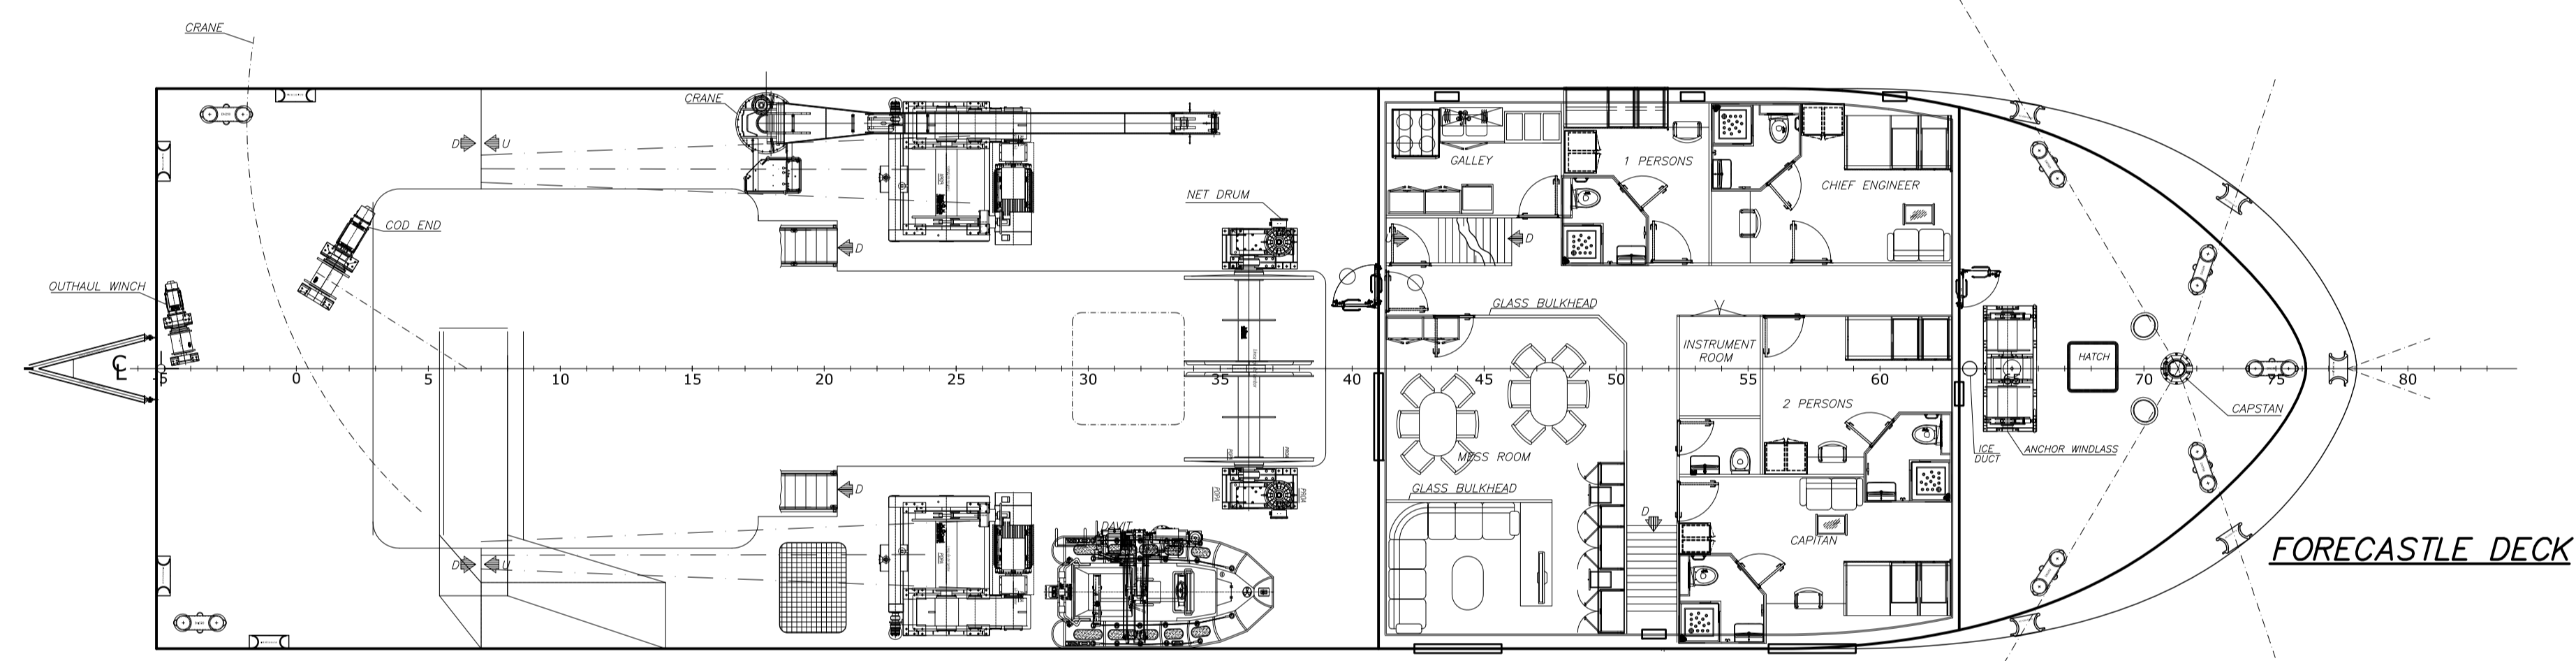 CRANE
CRANE
D U
COD END
OUTHAUL WINCH
D
NET DRUM
GALLEY
1 PERSONS
CHIEF ENGINEER
D
GLASS BULKHEAD
INSTRUMENT
ROOM
℄
-5 0 5 10 15 20 25 30 35 40 45 50 55 60 65 70 75 80
HATCH
2 PERSONS
CAPSTAN
MESS ROOM
ICE
DUCT
ANCHOR WINDLASS
GLASS BULKHEAD
D
D
DAVIT
CAPITAN
D U
FORECASTLE DECK